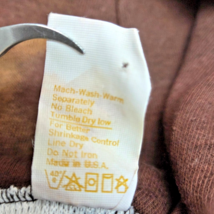 Mach-Wash-Warm
Separately
No Bleach
Tumble Dry low
For Better
Shrinkage Control
Line Dry
Do Not Iron
Made in U.S.A.